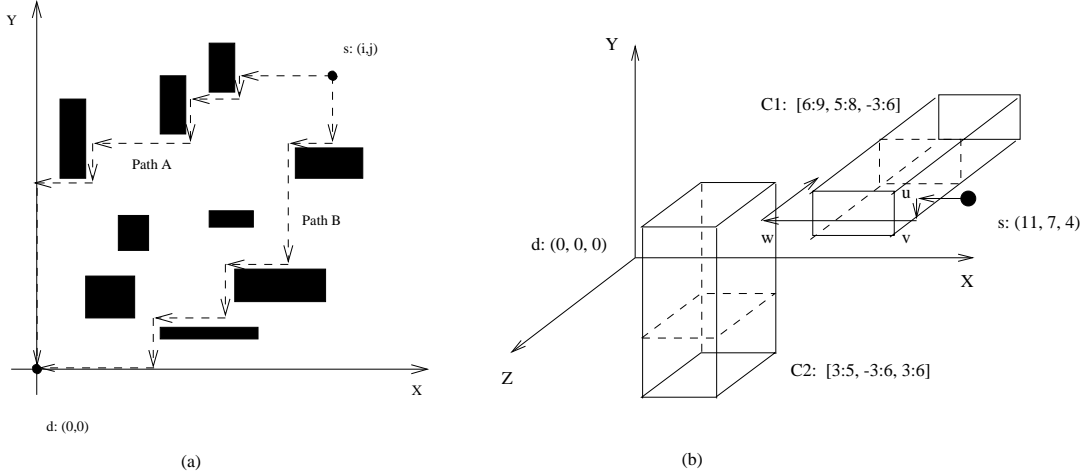 Y
s: (i,j)
Path A
Path B
X
d: (0,0)
(a)
Y
C1: [6:9, 5:8, -3:6]
u
s: (11, 7, 4)
w
v
d: (0, 0, 0)
X
Z
C2: [3:5, -3:6, 3:6]
(b)